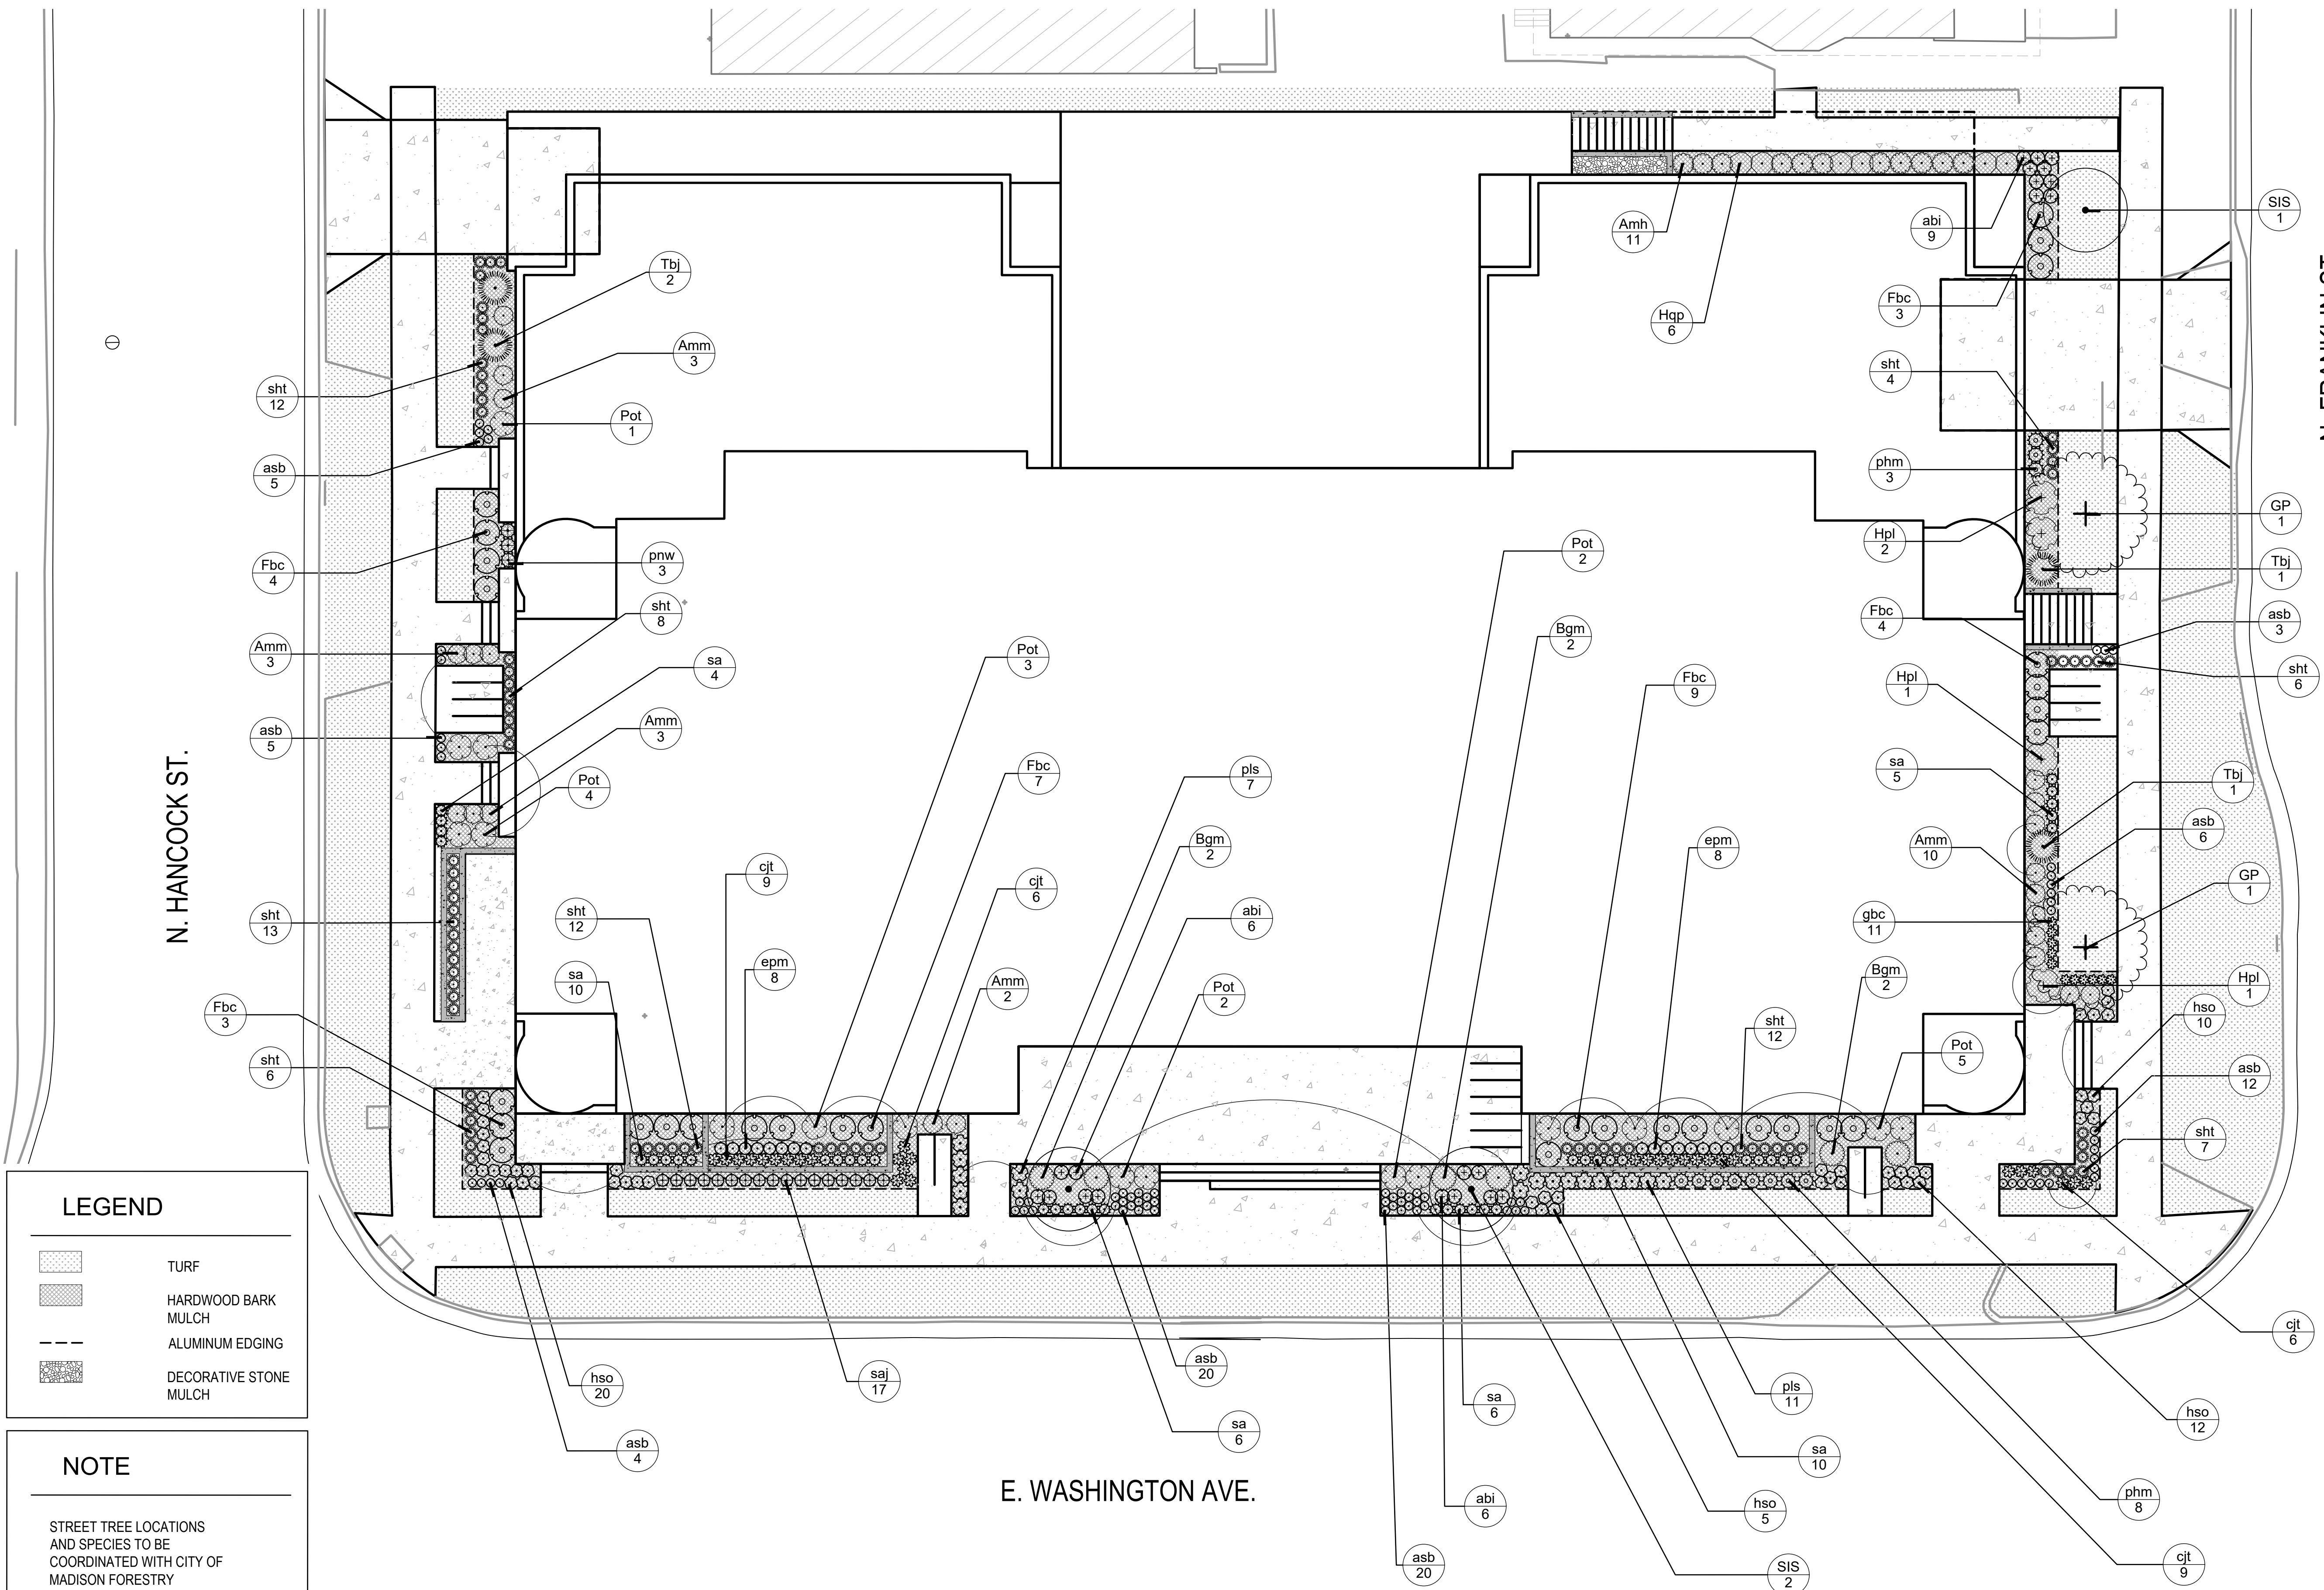 SIS
1
Amh
11
abi
9
Tbj
2
Hqp
6
Fbc
3
Amm
3
sht
4
sht
12
Pot
1
asb
5
phm
3
GP
1
Hpl
2
Pot
2
Fbc
4
pnw
3
Tbj
1
sht
8
Bgm
2
Fbc
4
asb
3
Amm
3
sa
4
Pot
3
Fbc
9
Hpl
1
sht
6
asb
5
Amm
3
Pot
4
Fbc
7
pls
7
sa
5
Tbj
1
N. HANCOCK ST.
Bgm
2
epm
8
Amm
10
asb
6
cjt
9
cjt
6
GP
1
sht
13
sht
12
abi
6
gbc
11
sa
10
epm
8
Amm
2
Pot
2
Bgm
2
Hpl
1
Fbc
3
hso
10
sht
12
Pot
5
sht
6
asb
12
sht
7
LEGEND
TURF
HARDWOOD BARK
MULCH
ALUMINUM EDGING
DECORATIVE STONE
MULCH
cjt
6
hso
20
saj
17
asb
20
sa
6
pls
11
hso
12
asb
4
sa
6
sa
10
NOTE
E. WASHINGTON AVE.
abi
6
hso
5
phm
8
STREET TREE LOCATIONS
AND SPECIES TO BE
COORDINATED WITH CITY OF
MADISON FORESTRY
asb
20
SIS
2
cjt
9